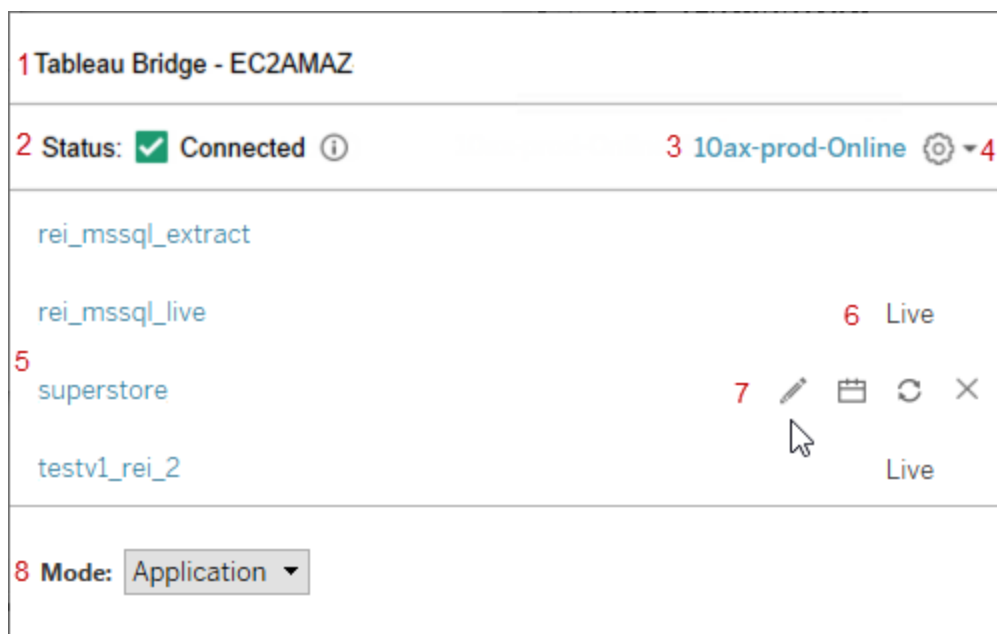 1 Tableau Bridge - EC2AMAZ
2 Status: Connected 3 10ax-prod-Online 4
rei_mssql_extract
rei_mssql_live 6 Live
5
superstore 7
testv1_rei_2 Live
8 Mode: Application